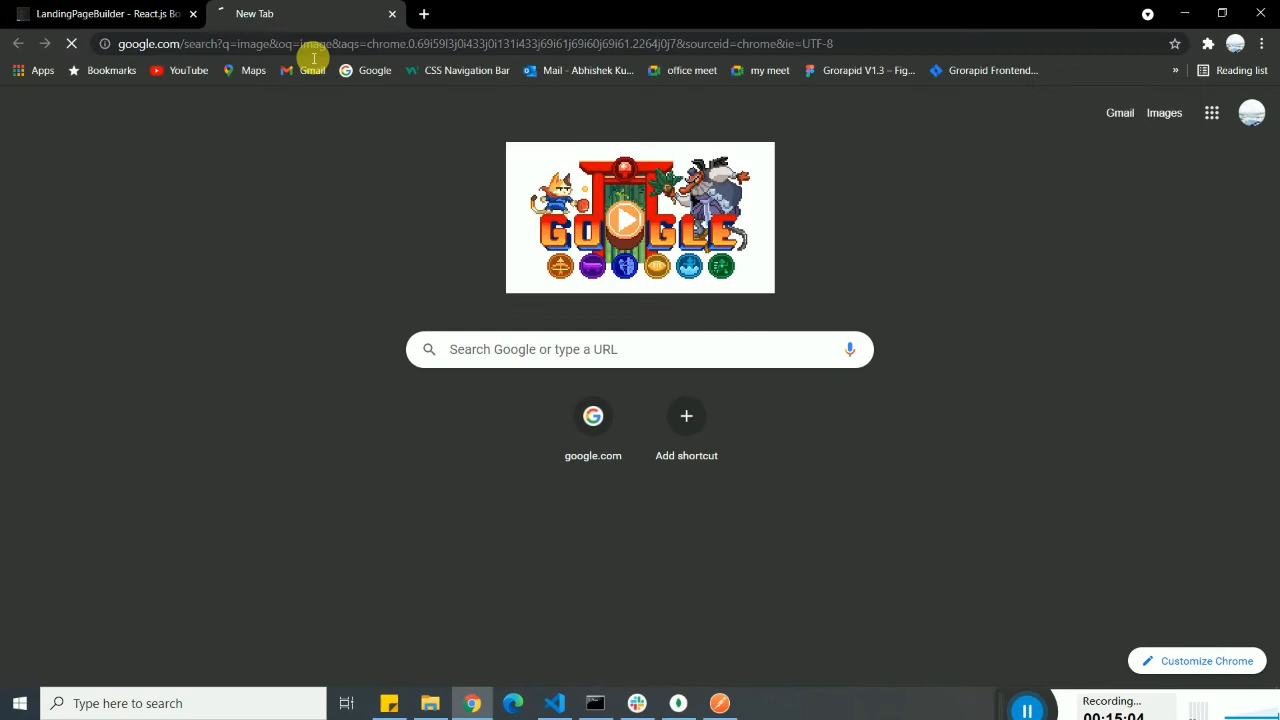 LandingPageBuilder - React.js Bo
New Tab
google.com/search?q=image&oq=image&aqs=chrome.0.69i59l3j0i433j0i131i433j69i61j69i60j69i61.2264j0j7&sourceid=chrome&ie=UTF-8
Apps Bookmarks YouTube Maps Gmail Google CSS Navigation Bar Mail - Abhishek Ku... office meet my meet Grorapid V1.3 – Fig... Grorapid Frontend... » Reading list
Gmail Images
GOOGLE
Search Google or type a URL
google.com Add shortcut
Customize Chrome
Type here to search
Recording...
00:15:04